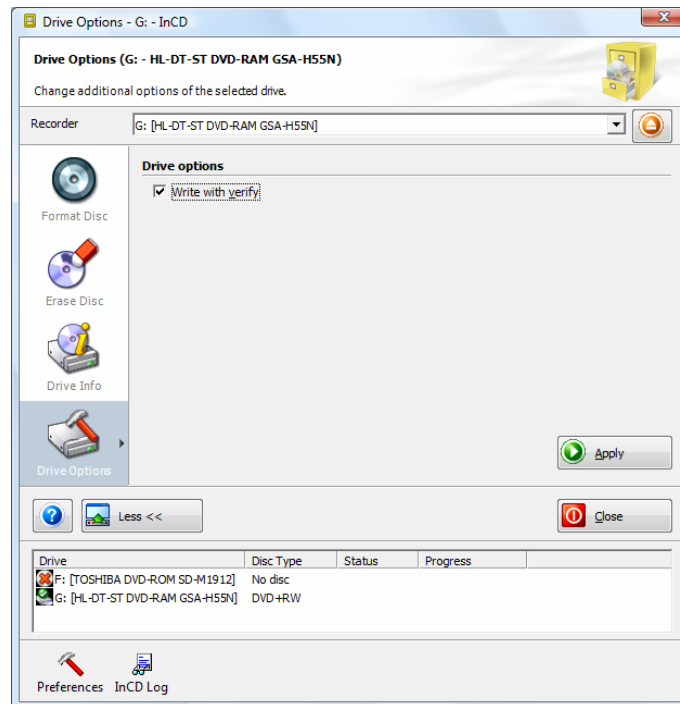 Drive Options - G: - InCD
Drive Options (G: - HL-DT-ST DVD-RAM GSA-H55N)
Change additional options of the selected drive.
Recorder
G: [HL-DT-ST DVD-RAM GSA-H55N]
Format Disc
Erase Disc
Drive Info
Drive Options
Drive options
Write with verify
Apply
Less <<
Close
Drive Disc Type Status Progress
F: [TOSHIBA DVD-ROM SD-M1912] No disc
G: [HL-DT-ST DVD-RAM GSA-H55N] DVD+RW
Preferences InCD Log